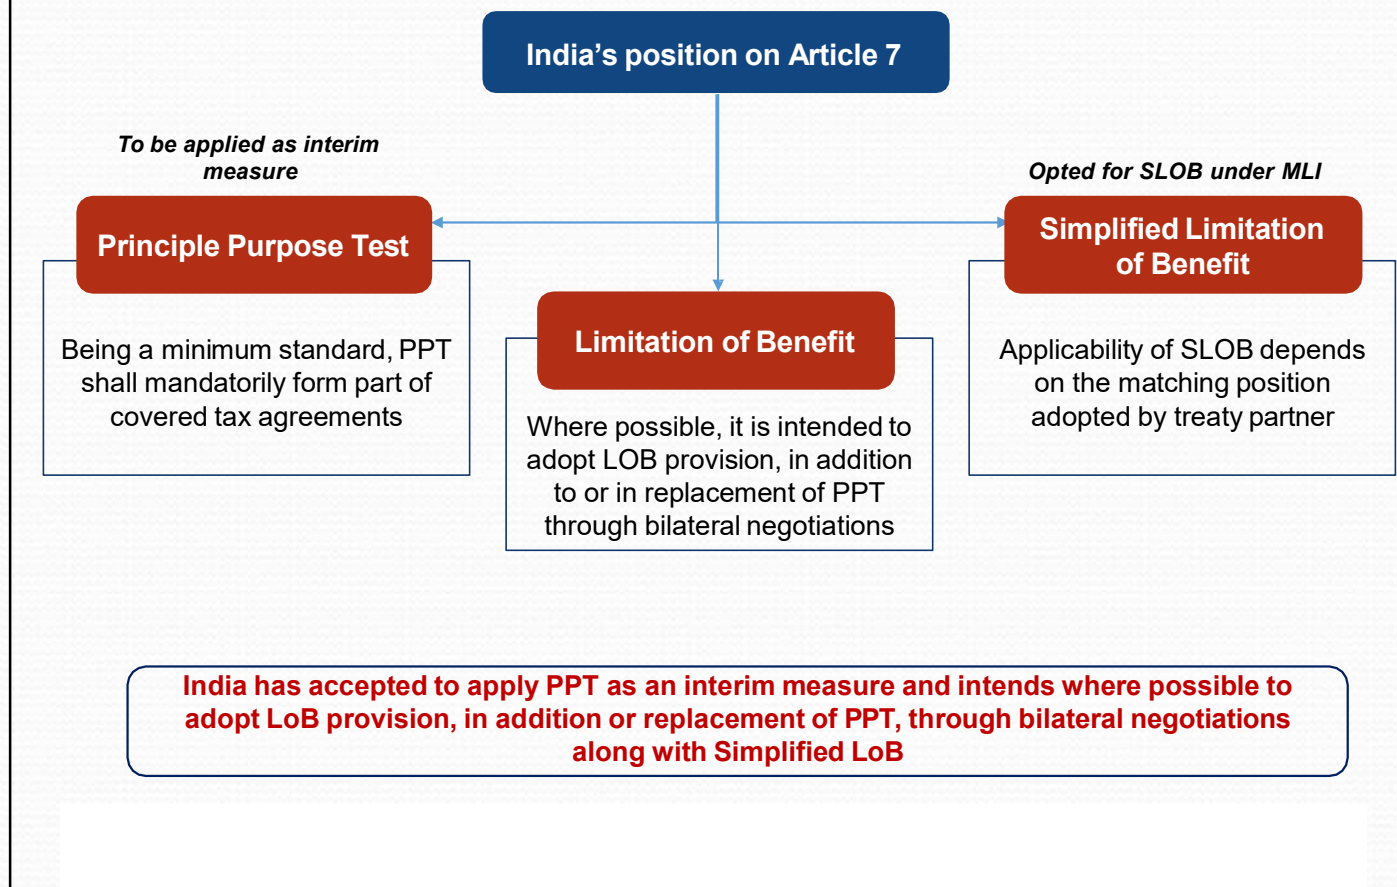 India’s position on Article 7
To be applied as interim
measure
Principle Purpose Test
Being a minimum standard, PPT
shall mandatorily form part of
covered tax agreements
Limitation of Benefit
Where possible, it is intended to
adopt LOB provision, in addition
to or in replacement of PPT
through bilateral negotiations
Opted for SLOB under MLI
Simplified Limitation
of Benefit
Applicability of SLOB depends
on the matching position
adopted by treaty partner
India has accepted to apply PPT as an interim measure and intends where possible to
adopt LoB provision, in addition or replacement of PPT, through bilateral negotiations
along with Simplified LoB